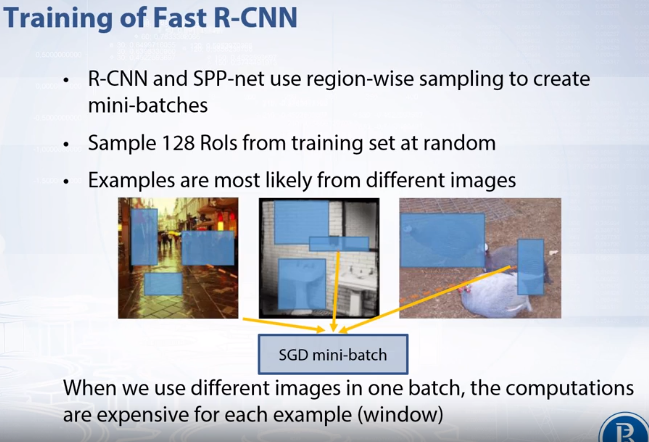 Training of Fast R-CNN
• R-CNN and SPP-net use region-wise sampling to create
mini-batches
• Sample 128 RoIs from training set at random
• Examples are most likely from different images
SGD mini-batch
When we use different images in one batch, the computations
are expensive for each example (window)